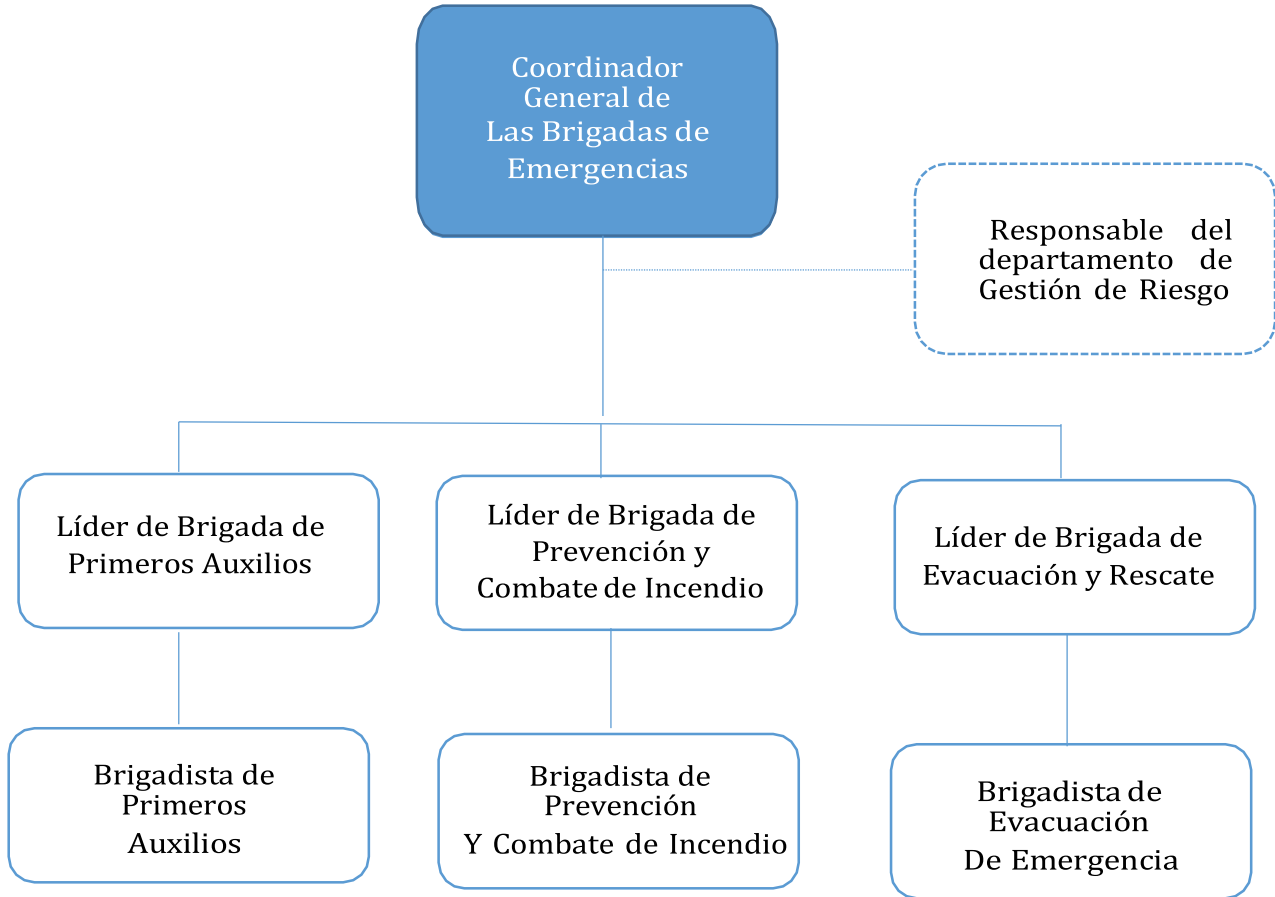 Coordinador
General de
Las Brigadas de
Emergencias
Responsable del
departamento de
Gestión de Riesgo
Líder de Brigada de
Primeros Auxilios
Líder de Brigada de
Prevención y
Combate de Incendio
Líder de Brigada de
Evacuación y Rescate
Brigadista de
Primeros
Auxilios
Brigadista de
Prevención
Y Combate de Incendio
Brigadista de
Evacuación
De Emergencia